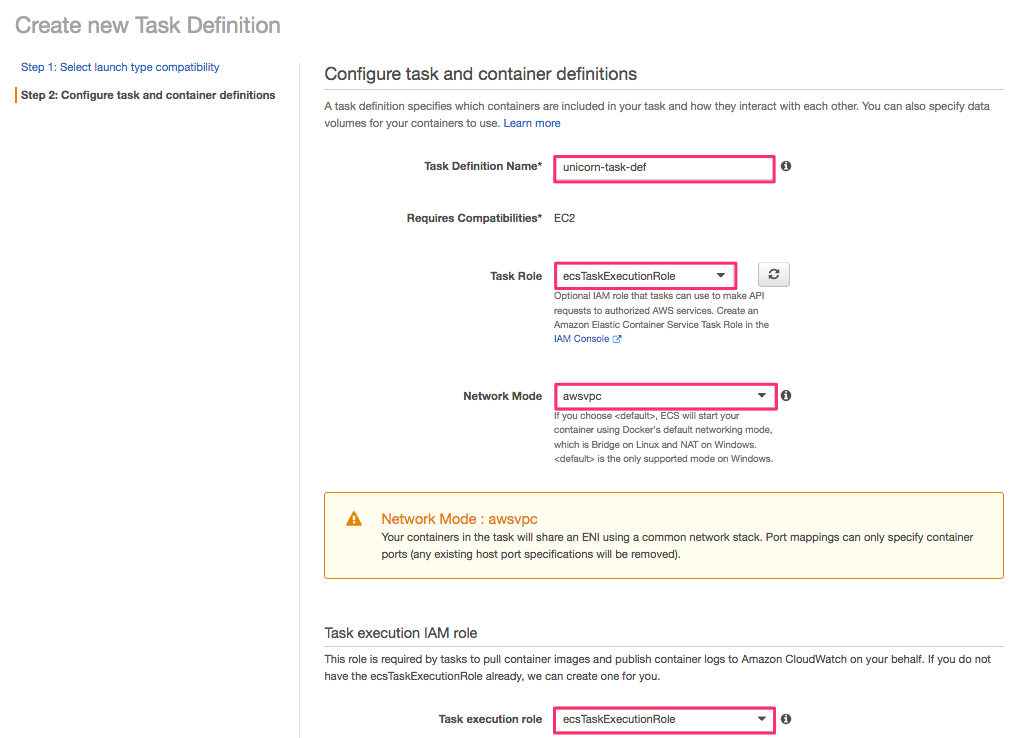 Create new Task Definition
Step 1: Select launch type compatibility
Step 2: Configure task and container definitions
Configure task and container definitions
A task definition specifies which containers are included in your task and how they interact with each other. You can also specify data
volumes for your containers to use. Learn more
Task Definition Name* unicorn-task-def
Requires Compatibilities* EC2
Task Role ecsTaskExecutionRole
Optional IAM role that tasks can use to make API
requests to authorized AWS services. Create an
Amazon Elastic Container Service Task Role in the
IAM Console
Network Mode awsvpc
If you choose <default>, ECS will start your
container using Docker's default networking mode,
which is Bridge on Linux and NAT on Windows.
<default> is the only supported mode on Windows.
Network Mode : awsvpc
Your containers in the task will share an ENI using a common network stack. Port mappings can only specify container
ports (any existing host port specifications will be removed).
Task execution IAM role
This role is required by tasks to pull container images and publish container logs to Amazon CloudWatch on your behalf. If you do not
have the ecsTaskExecutionRole already, we can create one for you.
Task execution role ecsTaskExecutionRole